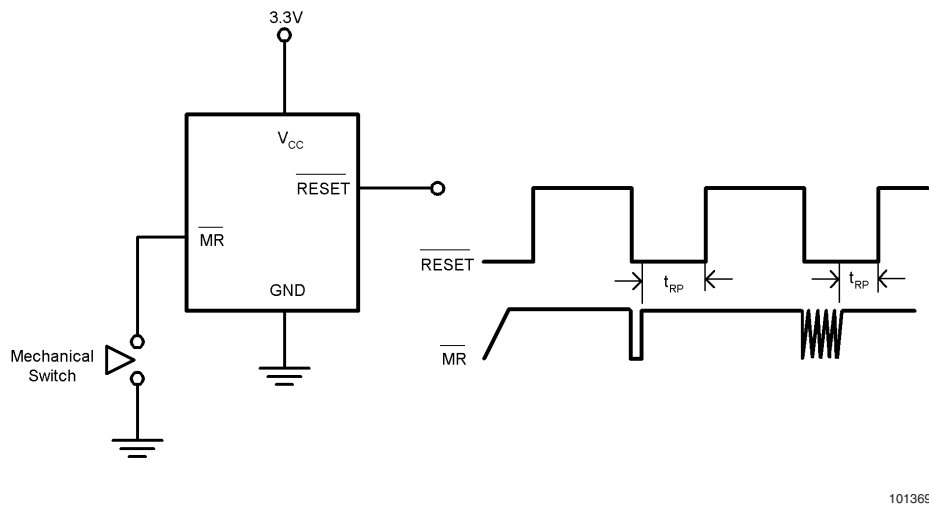 3.3V
VCC
RESET
MR
GND
Mechanical
Switch
RESET
tRP
tRP
MR
101369